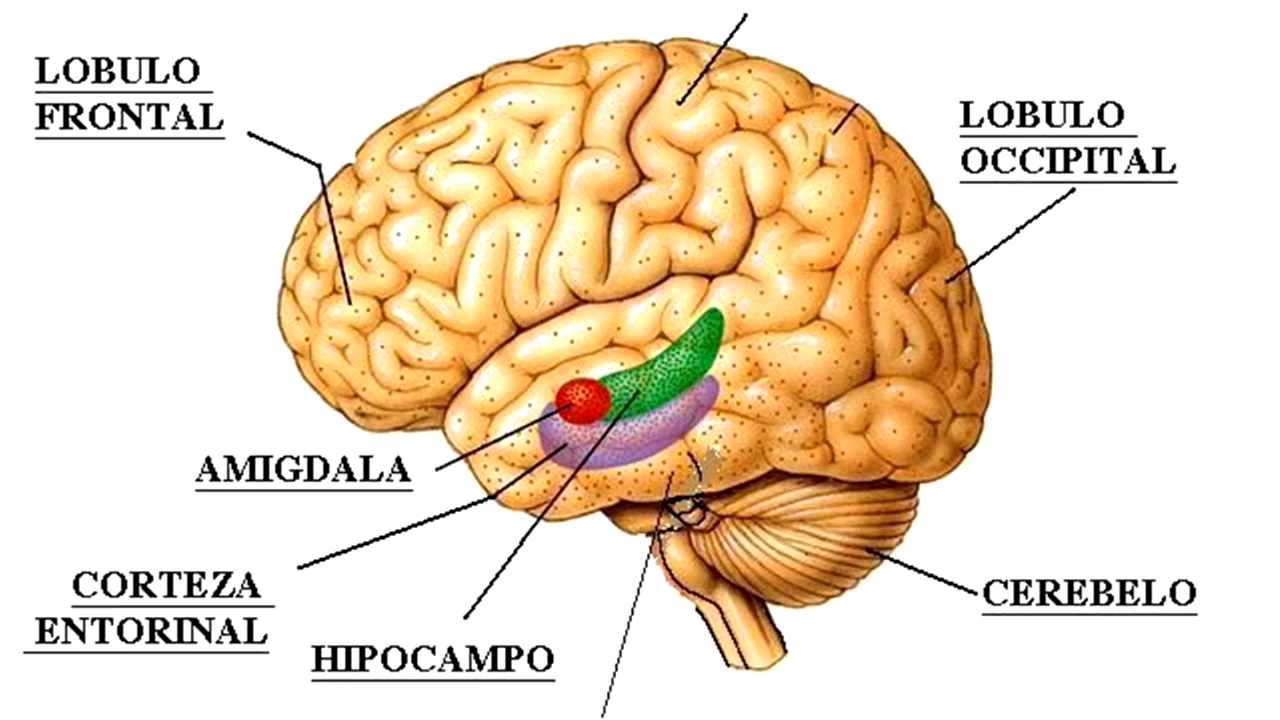 LOBULO
FRONTAL
LOBULO
OCCIPITAL
AMIGDALA
CORTEZA
ENTORINAL
HIPOCAMPO
CEREBELO